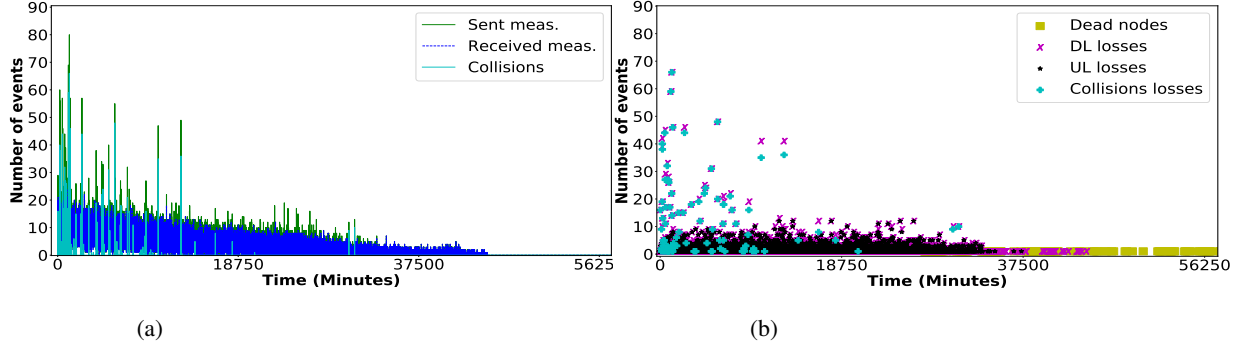 Number of events
90
80
70
60
50
40
30
20
10
0
Sent meas.
Received meas.
Collisions
0 18750 37500 5625
Time (Minutes)
(a)
Number of events
90
80
70
60
50
40
30
20
10
0
Dead nodes
DL losses
UL losses
Collisions losses
0 18750 37500 56250
Time (Minutes)
(b)